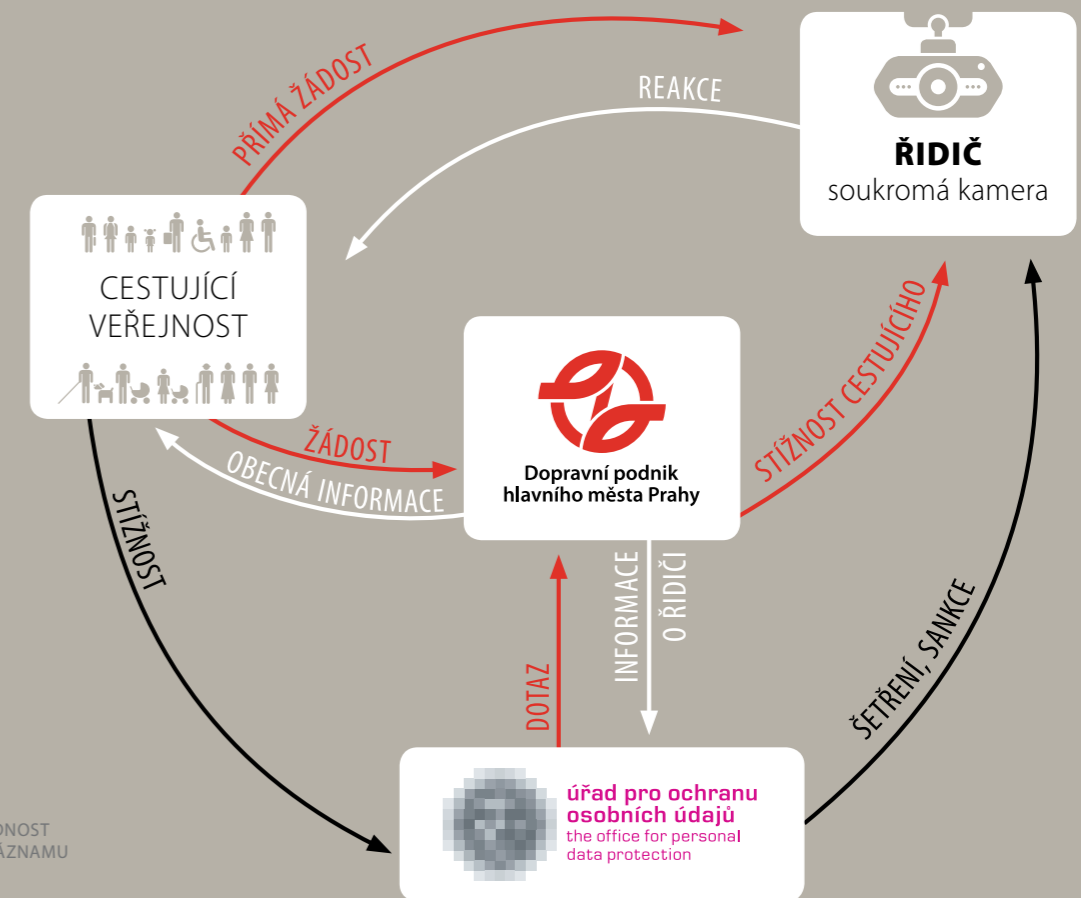 PŘÍMÁ ŽÁDOST
REAKCE
ŘIDIČ
soukromá kamera
CESTUJÍCÍ
VEŘEJNOST
Dopravní podnik
hlavního města Prahy
ŽÁDOST
OBECNÁ INFORMACE
STÍŽNOST CESTUJÍCÍHO
STÍŽNOST
INFORMACE
O ŘIDIČI
DOTAZ
ŠETŘENÍ, SANKCE
úřad pro ochranu
osobních údajů
the office for personal
data protection